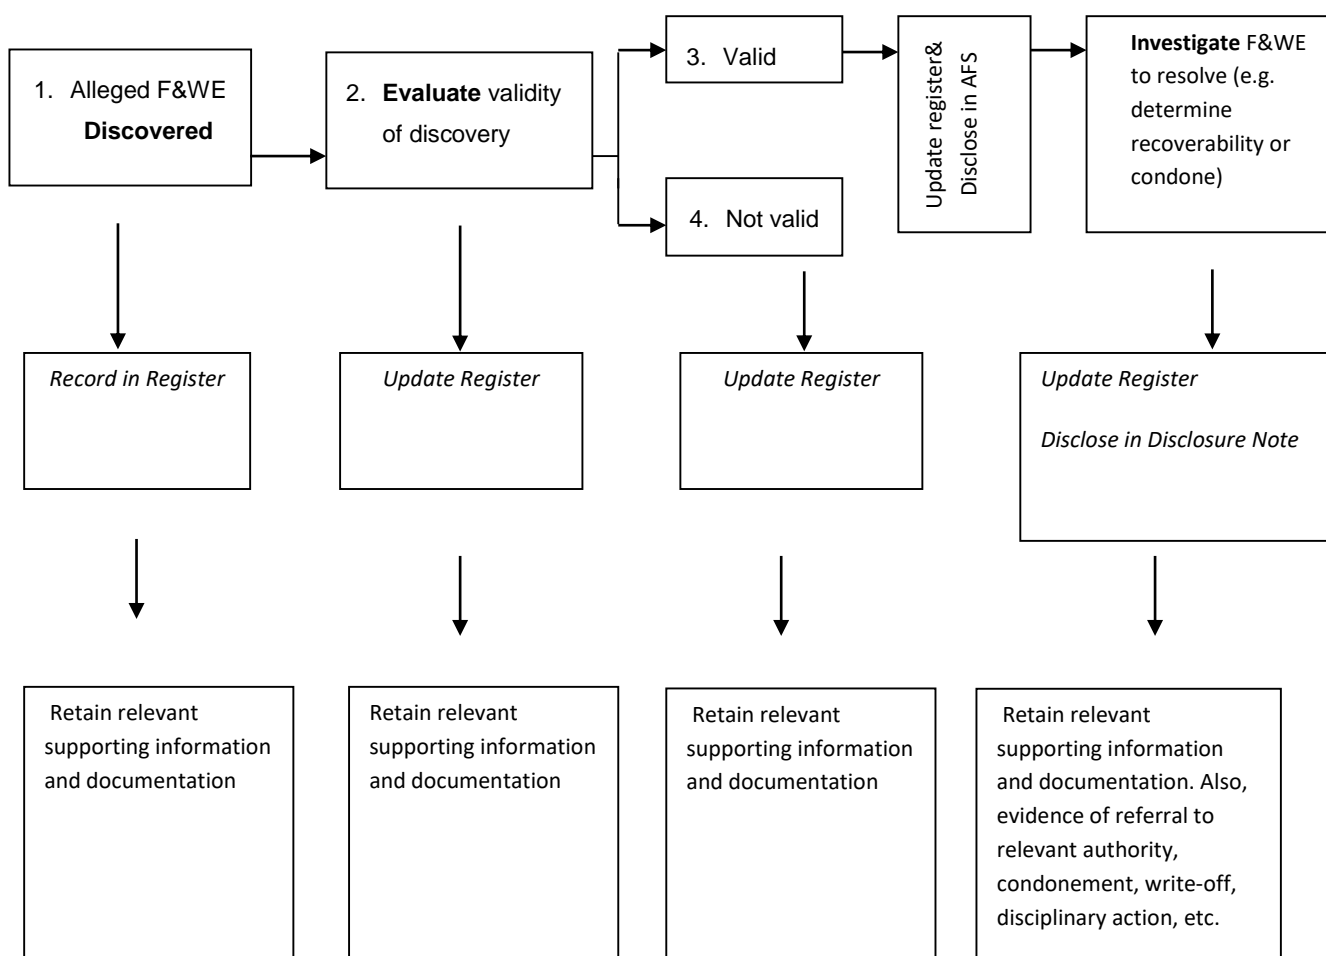 1. Alleged F&WE
Discovered
2. Evaluate validity
of discovery
3. Valid
4. Not valid
Update register&
Disclose in AFS
Investigate F&WE
to resolve (e.g.
determine
recoverability or
condone)
Record in Register
Update Register
Update Register
Update Register
Disclose in Disclosure Note
Retain relevant
supporting information
and documentation
Retain relevant
supporting information
and documentation
Retain relevant
supporting information
and documentation
Retain relevant
supporting information
and documentation. Also,
evidence of referral to
relevant authority,
condonement, write-off,
disciplinary action, etc.